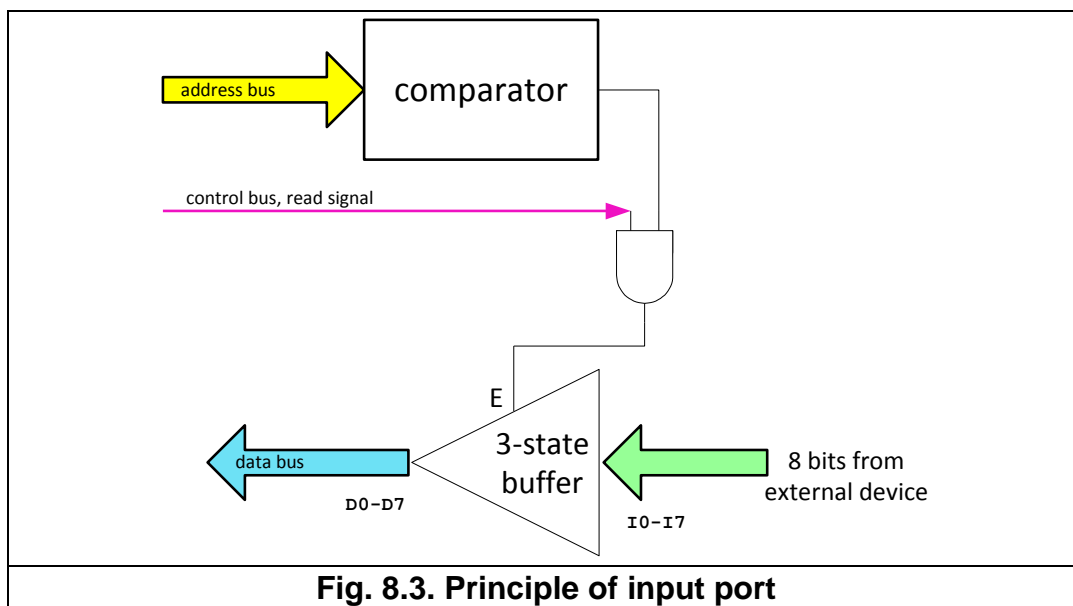 address bus
comparator
control bus, read signal
E
3-state
buffer
data bus
8 bits from
external device
D0-D7
I0-I7
Fig. 8.3. Principle of input port